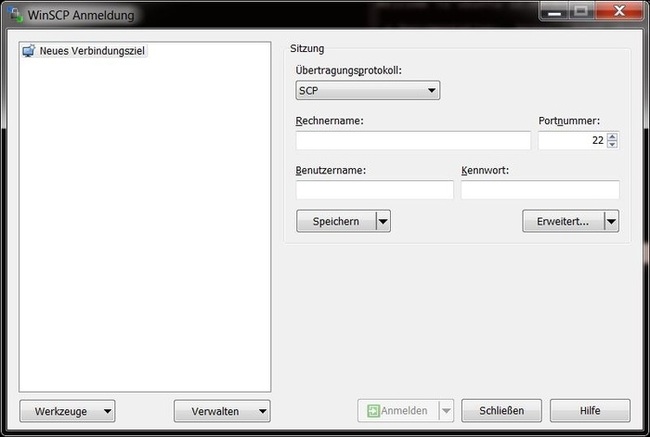 WinSCP Anmeldung
Neues Verbindungsziel
Sitzung
Übertragungsprotokoll:
SCP
Rechnername:
Portnummer:
22
Benutzername:
Kennwort:
Speichern
Erweitert...
Werkzeuge
Verwalten
Anmelden
Schließen
Hilfe